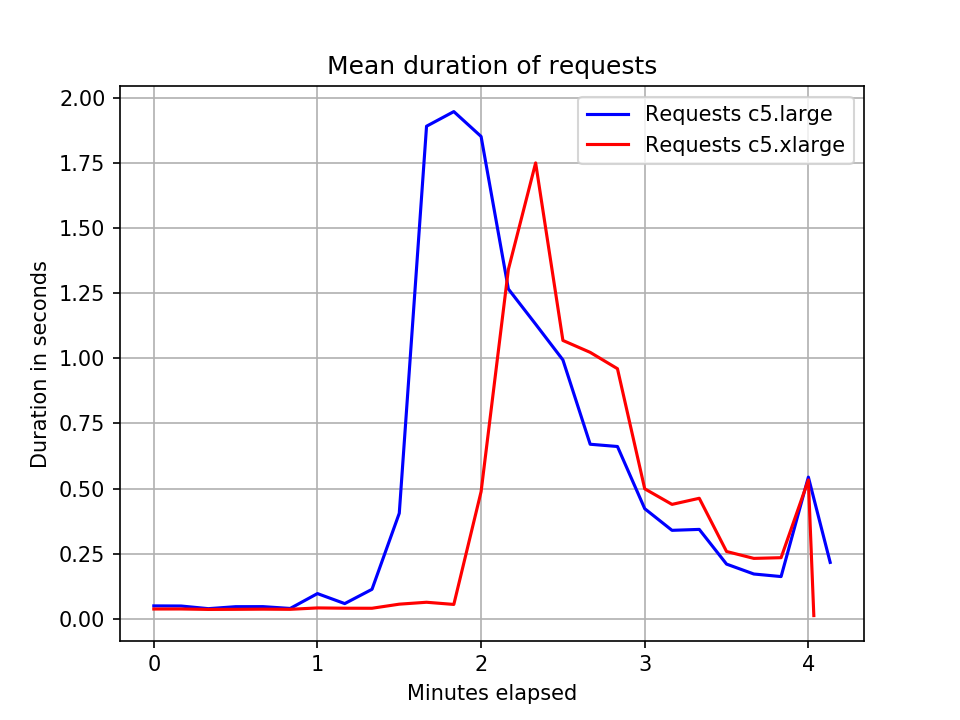 Mean duration of requests
Requests c5.large
Requests c5.xlarge
2.00
1.75
1.50
1.25
1.00
0.75
0.50
0.25
0.00
Duration in seconds
0 1 2 3 4
Minutes elapsed